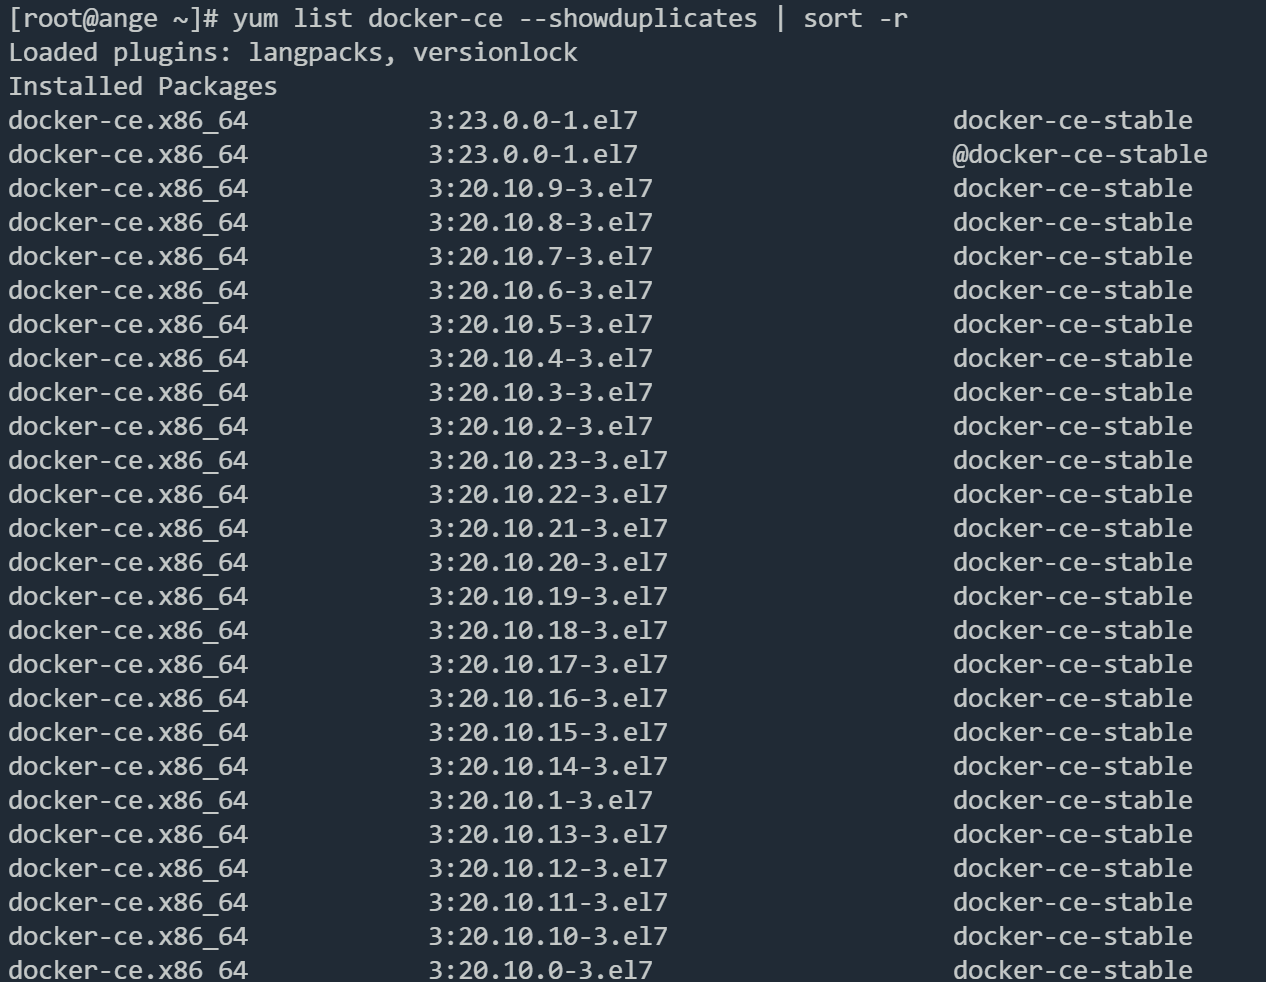 [root@ange ~]# yum list docker-ce --showduplicates | sort -r
Loaded plugins: langpacks, versionlock
Installed Packages
docker-ce.x86_64 3:23.0.0-1.el7 docker-ce-stable
docker-ce.x86_64 3:23.0.0-1.el7 @docker-ce-stable
docker-ce.x86_64 3:20.10.9-3.el7 docker-ce-stable
docker-ce.x86_64 3:20.10.8-3.el7 docker-ce-stable
docker-ce.x86_64 3:20.10.7-3.el7 docker-ce-stable
docker-ce.x86_64 3:20.10.6-3.el7 docker-ce-stable
docker-ce.x86_64 3:20.10.5-3.el7 docker-ce-stable
docker-ce.x86_64 3:20.10.4-3.el7 docker-ce-stable
docker-ce.x86_64 3:20.10.3-3.el7 docker-ce-stable
docker-ce.x86_64 3:20.10.2-3.el7 docker-ce-stable
docker-ce.x86_64 3:20.10.23-3.el7 docker-ce-stable
docker-ce.x86_64 3:20.10.22-3.el7 docker-ce-stable
docker-ce.x86_64 3:20.10.21-3.el7 docker-ce-stable
docker-ce.x86_64 3:20.10.20-3.el7 docker-ce-stable
docker-ce.x86_64 3:20.10.19-3.el7 docker-ce-stable
docker-ce.x86_64 3:20.10.18-3.el7 docker-ce-stable
docker-ce.x86_64 3:20.10.17-3.el7 docker-ce-stable
docker-ce.x86_64 3:20.10.16-3.el7 docker-ce-stable
docker-ce.x86_64 3:20.10.15-3.el7 docker-ce-stable
docker-ce.x86_64 3:20.10.14-3.el7 docker-ce-stable
docker-ce.x86_64 3:20.10.1-3.el7 docker-ce-stable
docker-ce.x86_64 3:20.10.13-3.el7 docker-ce-stable
docker-ce.x86_64 3:20.10.12-3.el7 docker-ce-stable
docker-ce.x86_64 3:20.10.11-3.el7 docker-ce-stable
docker-ce.x86_64 3:20.10.10-3.el7 docker-ce-stable
docker-ce.x86_64 3:20.10.0-3.el7 docker-ce-stable